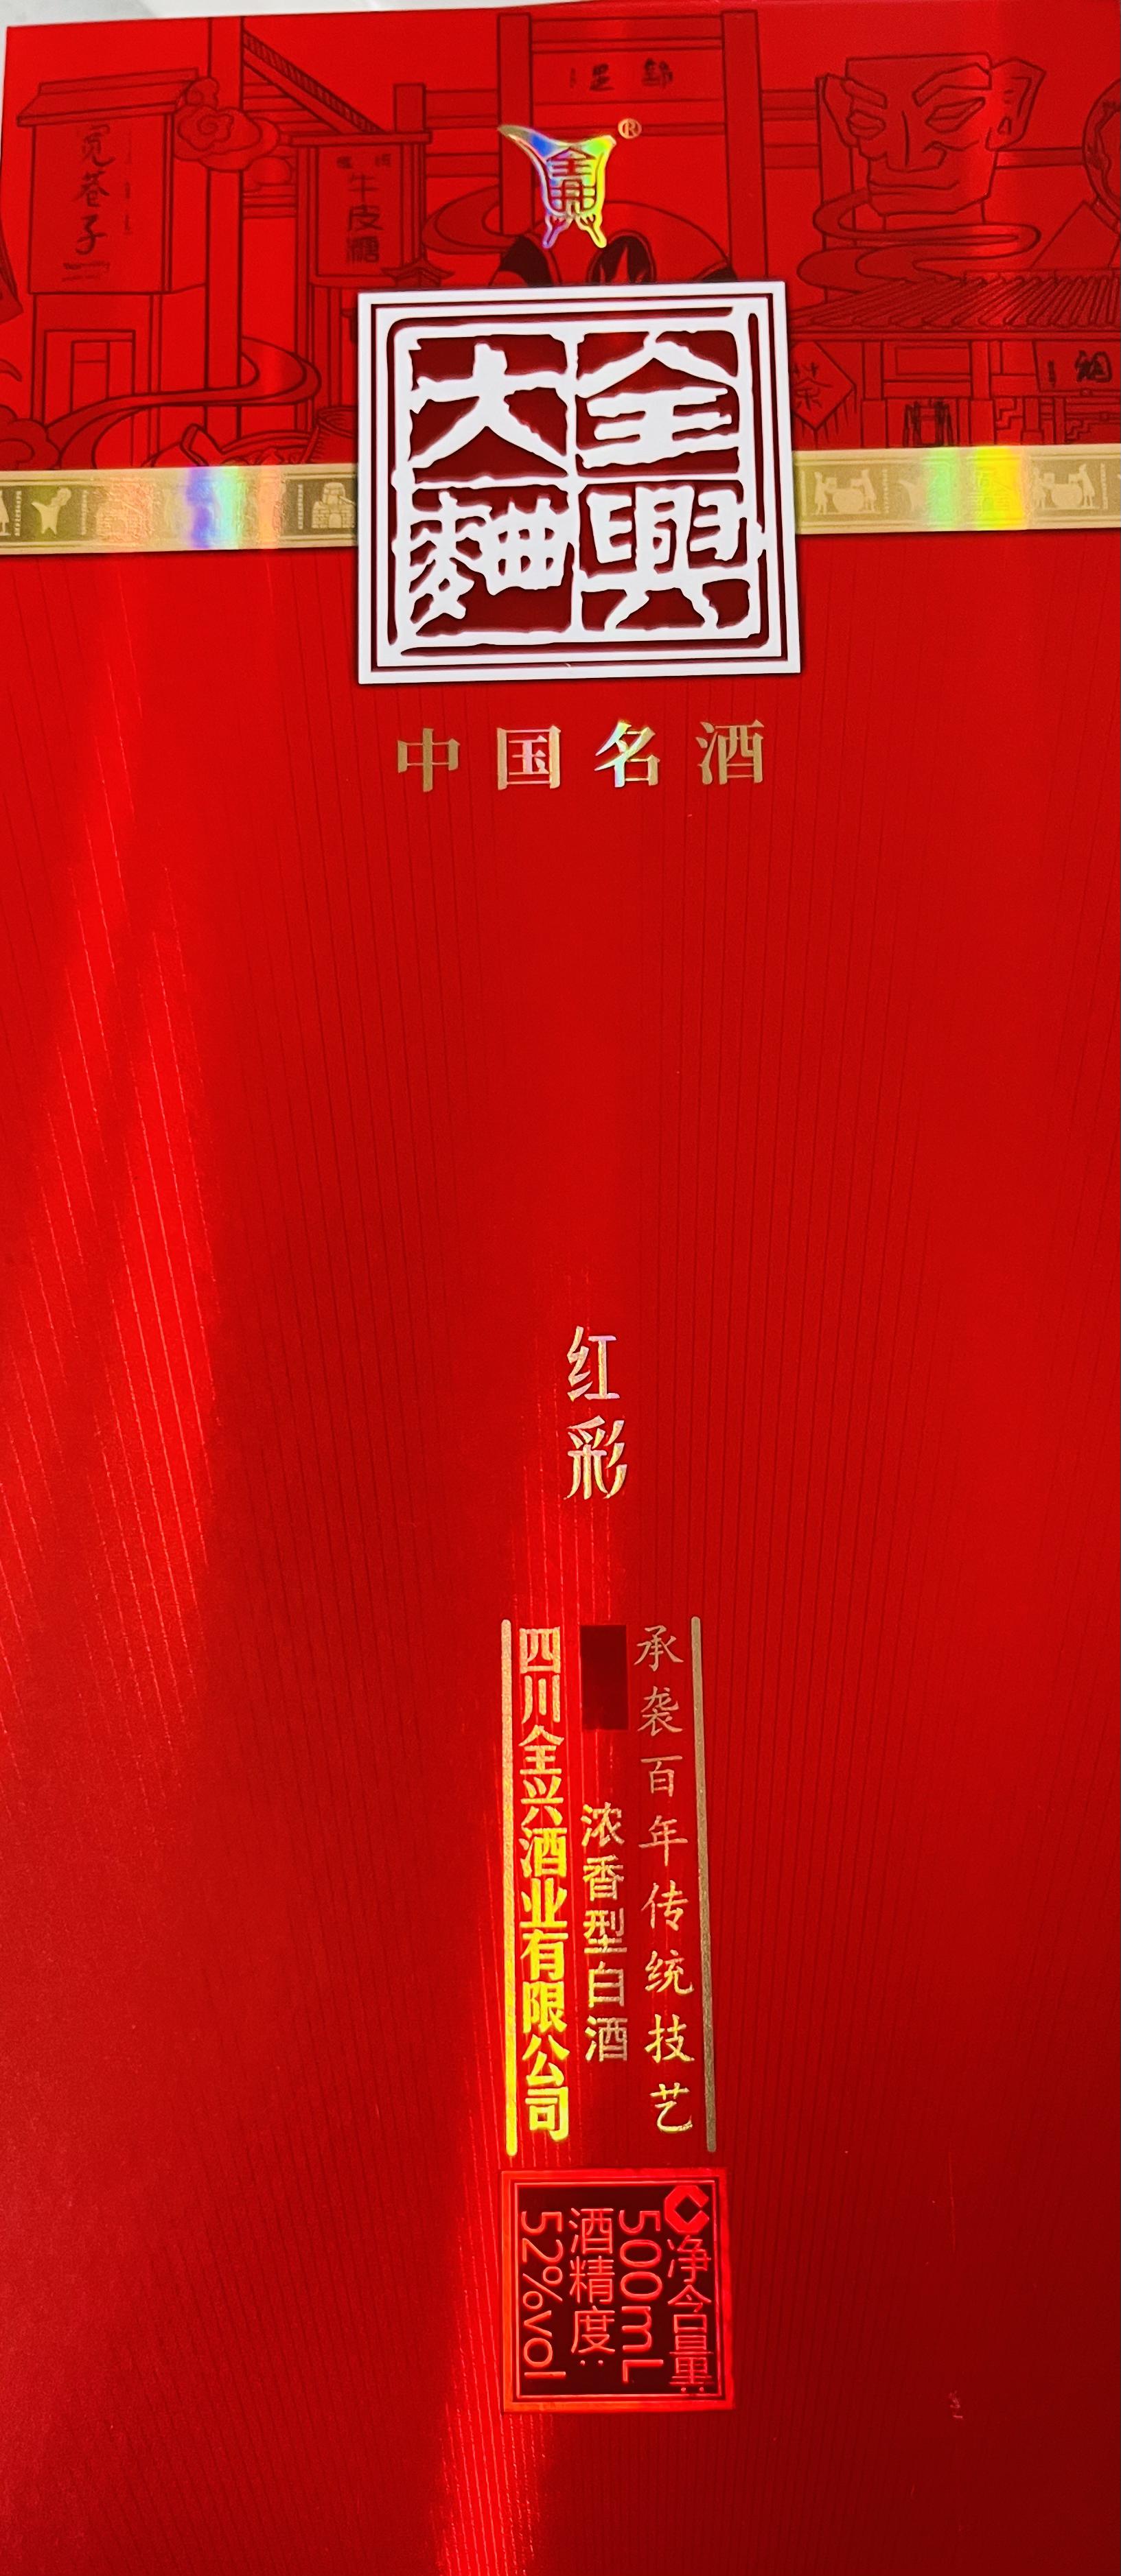 锦里
宽巷子
牛皮糖
茶
®
全興
大麯
中国名酒
红彩
承袭百年传统技艺
浓香型白酒
四川全兴酒业有限公司
C净含量:
500mL
酒精度:
52%vol